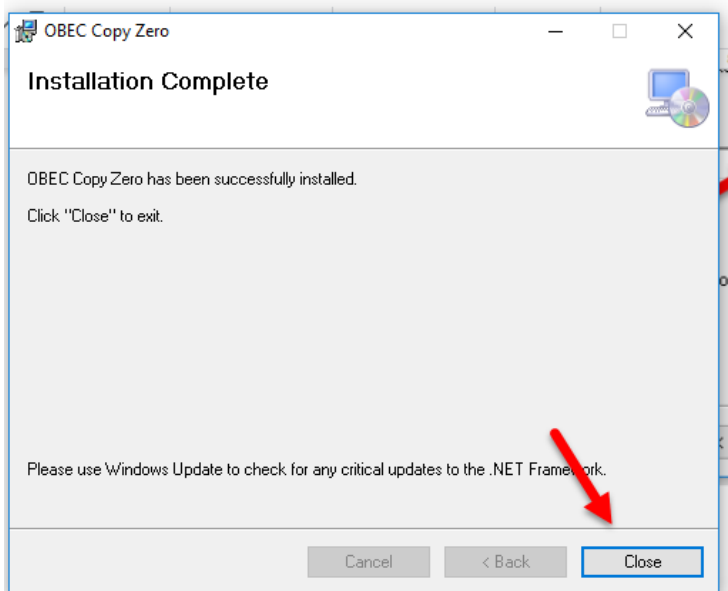 OBEC Copy Zero
Installation Complete
OBEC Copy Zero has been successfully installed.
Click "Close" to exit.
Please use Windows Update to check for any critical updates to the .NET Framework.
Cancel
< Back
Close